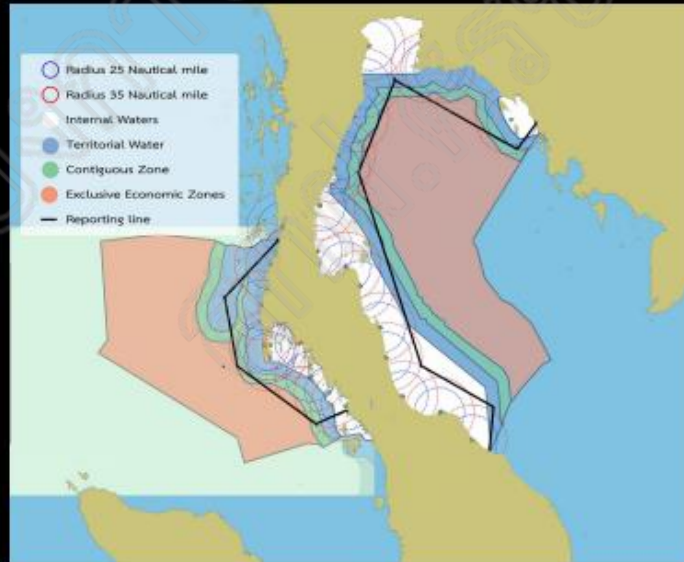 Radius 25 Nautical mile
Radius 35 Nautical mile
Internal Waters
Territorial Water
Contiguous Zone
Exclusive Economic Zones
Reporting line